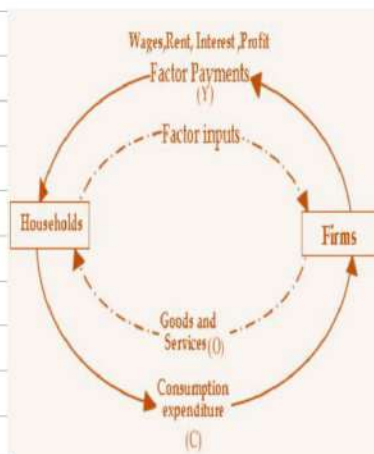 Wages,Rent, Interest ,Profit
Factor Payments
(Y)
Factor inputs
Households
Firms
Goods and
Services(O)
Consumption
expenditure
(C)